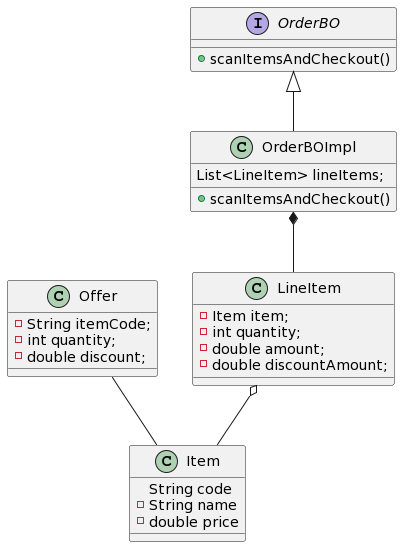 I OrderBO
scanItemsAndCheckout()
C OrderBOImpl
List<LineItem> lineItems;
scanItemsAndCheckout()
C Offer
String itemCode;
int quantity;
double discount;
C LineItem
Item item;
int quantity;
double amount;
double discountAmount;
C Item
String code
String name
double price